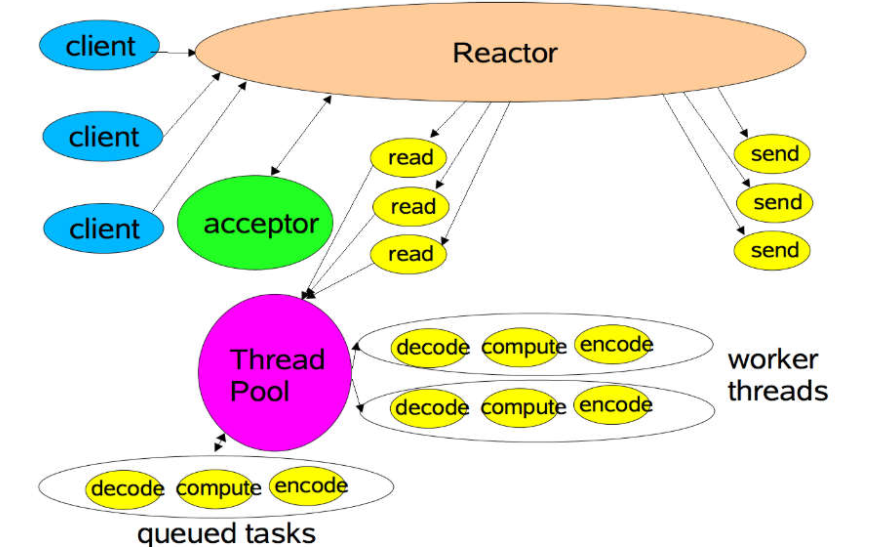 client
Reactor
client
client
acceptor
read
read
read
send
send
send
Thread
Pool
decode compute encode
decode compute encode
worker
threads
decode compute encode
queued tasks